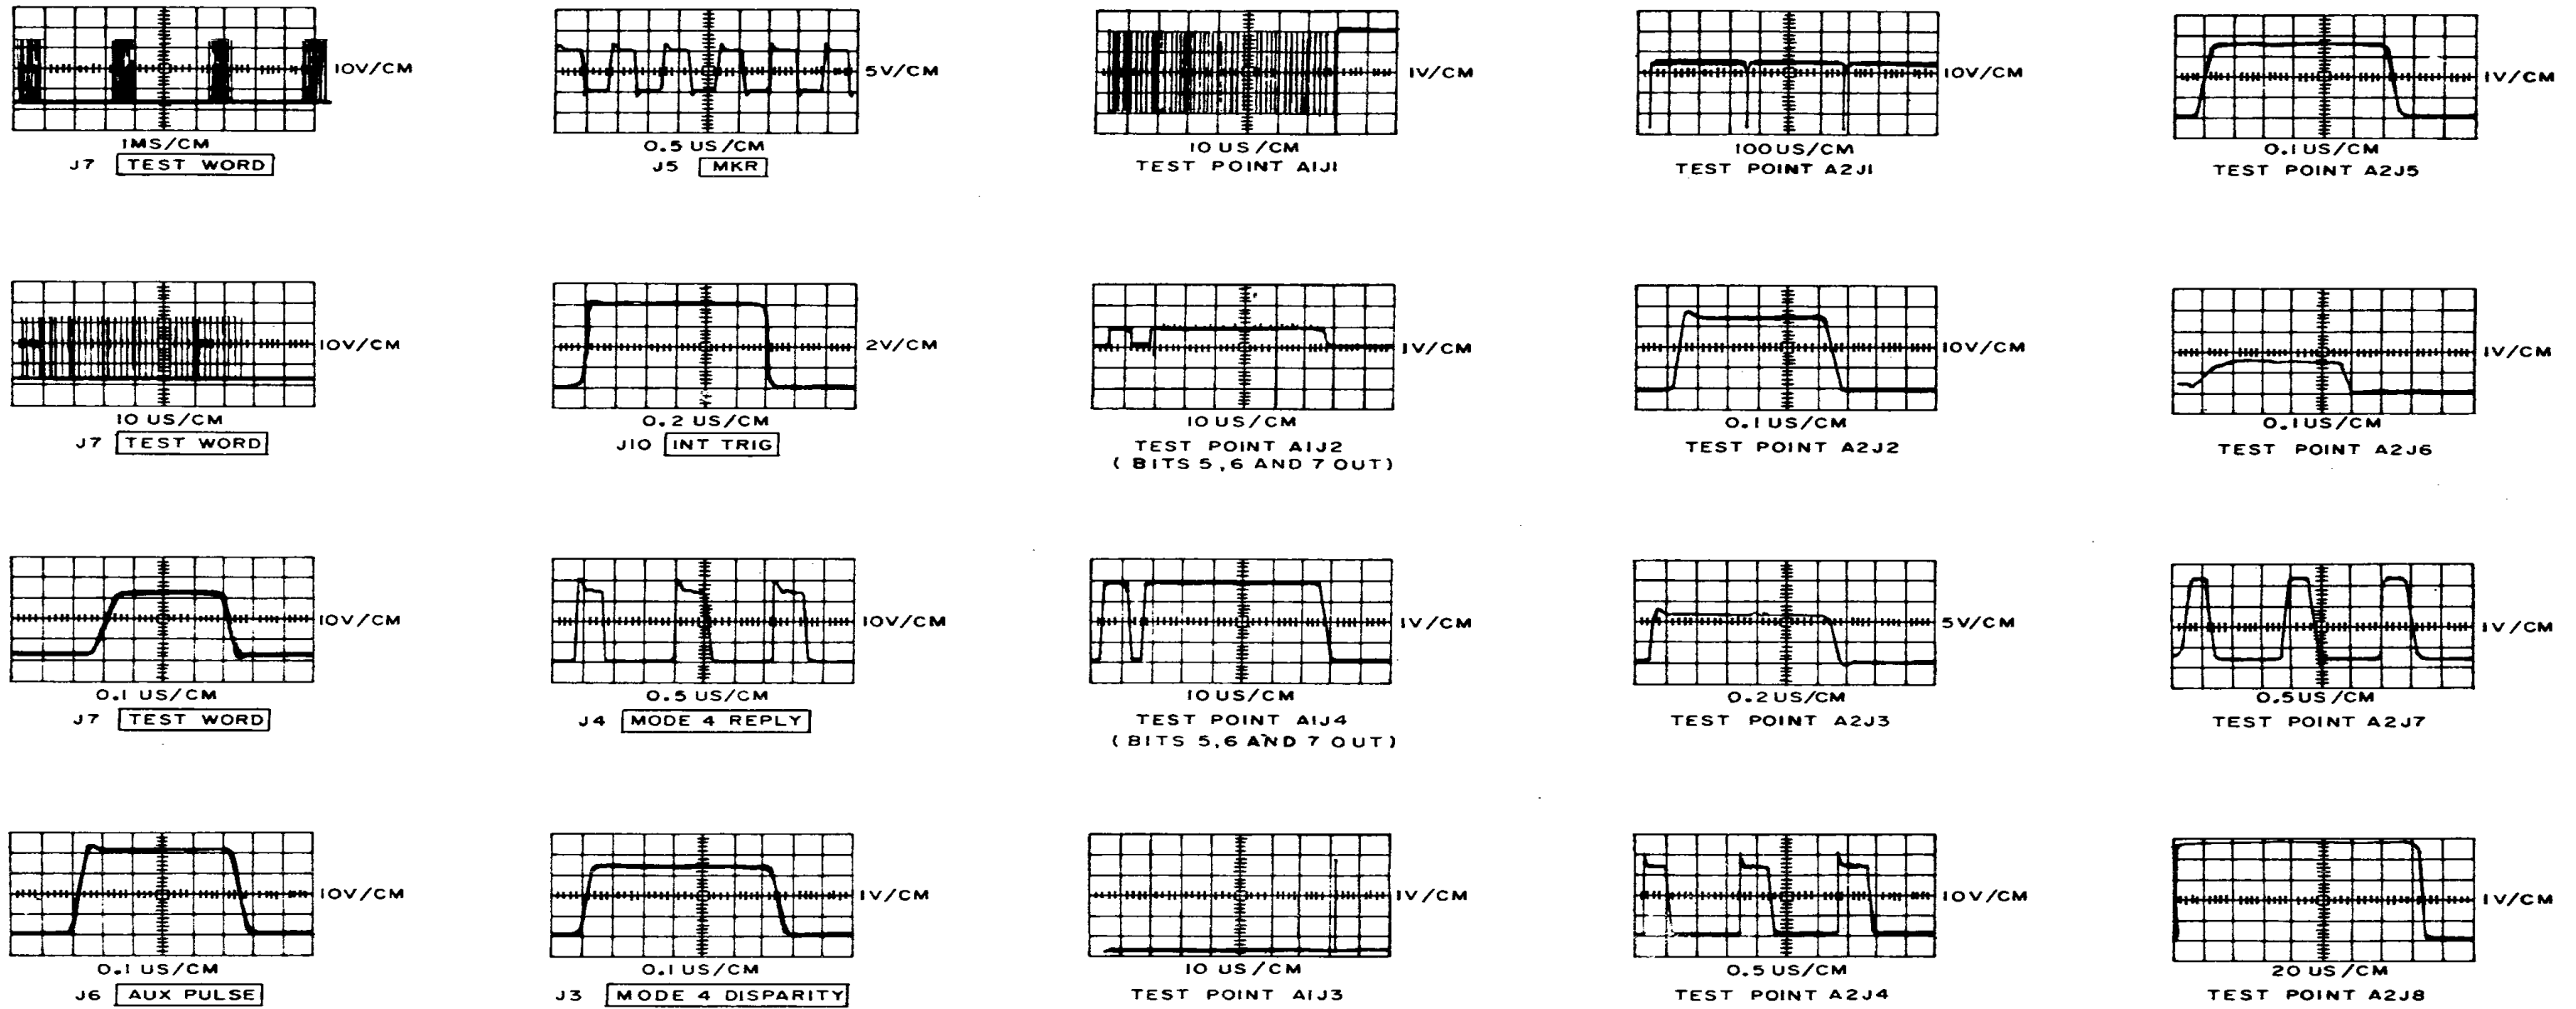 10V/CM
1MS/CM
J7 TEST WORD
5V/CM
0.5 US/CM
J5 MKR
1V/CM
10 US/CM
TEST POINT A1J1
10V/CM
100US/CM
TEST POINT A2J1
1V/CM
0.1US/CM
TEST POINT A2J5
10V/CM
10 US/CM
J7 TEST WORD
2V/CM
0.2 US/CM
J10 INT TRIG
1V/CM
10US/CM
TEST POINT A1J2
(BITS 5,6 AND 7 OUT)
10V/CM
0.1US/CM
TEST POINT A2J2
1V/CM
0.1US/CM
TEST POINT A2J6
10V/CM
0.1 US/CM
J7 TEST WORD
10V/CM
0.5 US/CM
J4 MODE 4 REPLY
1V/CM
10US/CM
TEST POINT A1J4
(BITS 5,6 AND 7 OUT)
5V/CM
0.2US/CM
TEST POINT A2J3
1V/CM
0.5US/CM
TEST POINT A2J7
10V/CM
0.1 US/CM
J6 AUX PULSE
1V/CM
0.1US/CM
J3 MODE 4 DISPARITY
1V/CM
10 US/CM
TEST POINT A1J3
10V/CM
0.5 US/CM
TEST POINT A2J4
1V/CM
20 US/CM
TEST POINT A2J8